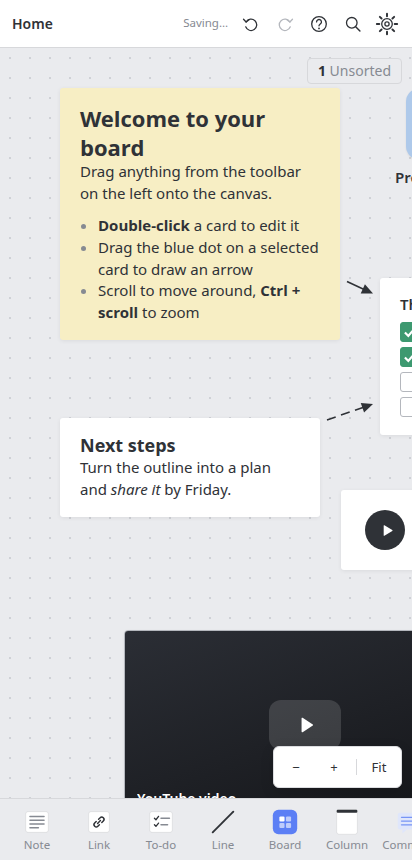 Home
Saving...
1 Unsorted
Welcome to your
board
Drag anything from the toolbar
on the left onto the canvas.
Double-click a card to edit it
Drag the blue dot on a selected
card to draw an arrow
Scroll to move around, Ctrl +
scroll to zoom
Next steps
Turn the outline into a plan
and share it by Friday.
YouTube video
− + Fit
Note Link To-do Line Board Column